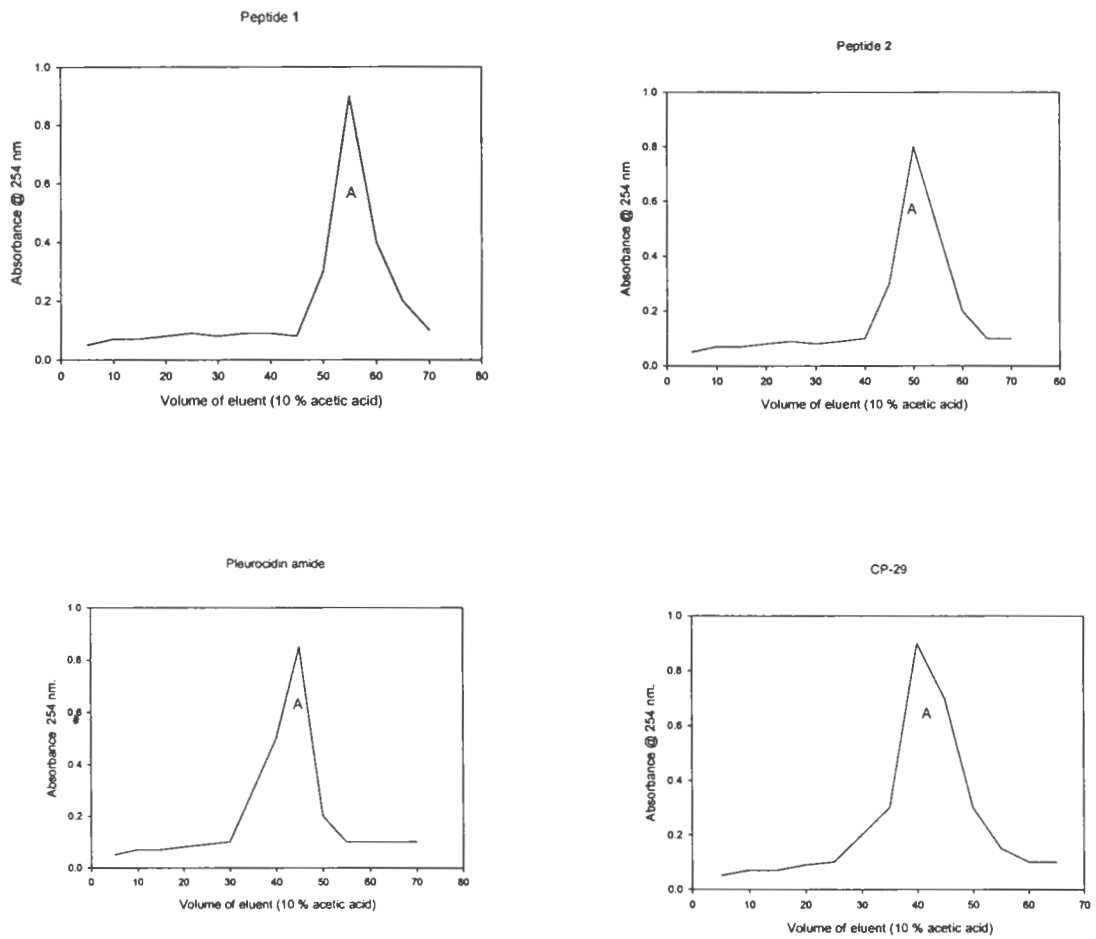 Peptide 1
1.0
0.8
0.6
0.4
0.2
0.0
Absorbance @ 254 nm
A
0 10 20 30 40 50 60 70 80
Volume of eluent (10 % acetic acid)
Peptide 2
1.0
0.8
0.6
0.4
0.2
0.0
Absorbance @ 254 nm
A
0 10 20 30 40 50 60 70 80
Volume of eluent (10 % acetic acid)
Pleurocidin amide
1.0
0.8
0.6
0.4
0.2
0.0
Absorbance 254 nm.
A
0 10 20 30 40 50 60 70 80
Volume of eluent (10 % acetic acid)
CP-29
1.0
0.8
0.6
0.4
0.2
0.0
Absorbance @ 254 nm.
A
0 10 20 30 40 50 60 70
Volume of eluent (10 % acetic acid)